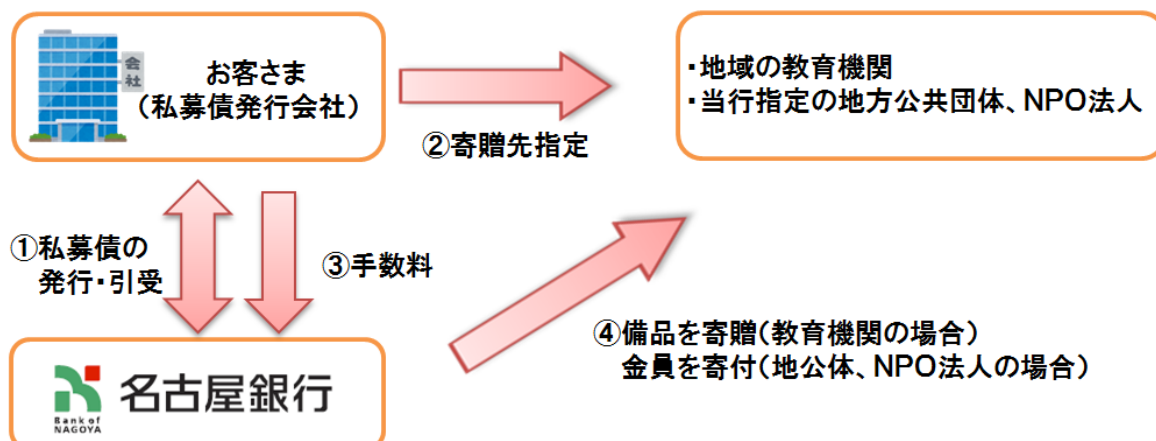 会
社
お客さま
（私募債発行会社）
・地域の教育機関
・当行指定の地方公共団体、NPO法人
②寄贈先指定
①私募債の
発行・引受
③手数料
④備品を寄贈（教育機関の場合）
金員を寄付（地公体、NPO法人の場合）
名古屋銀行
Bank of
NAGOYA